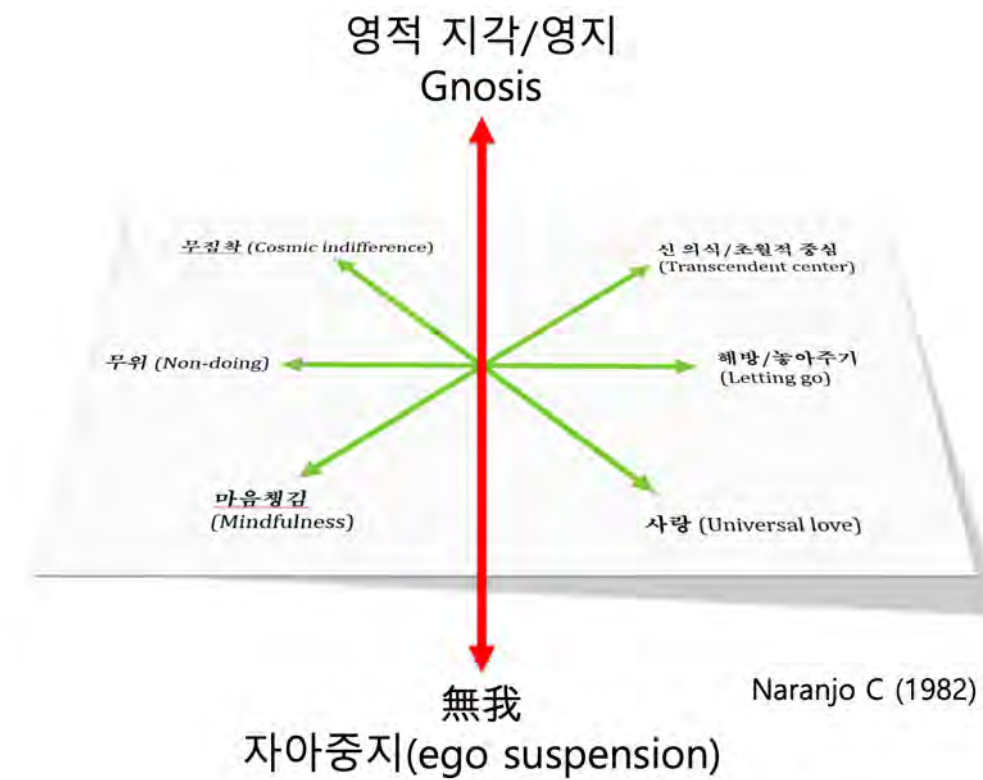 영적 지각/영지
Gnosis
무집착 (Cosmic indifference)
신 의식/초월적 중심
(Transcendent center)
무위 (Non-doing)
해방/놓아주기
(Letting go)
마음챙김
(Mindfulness)
사랑 (Universal love)
無我
자아중지(ego suspension)
Naranjo C (1982)